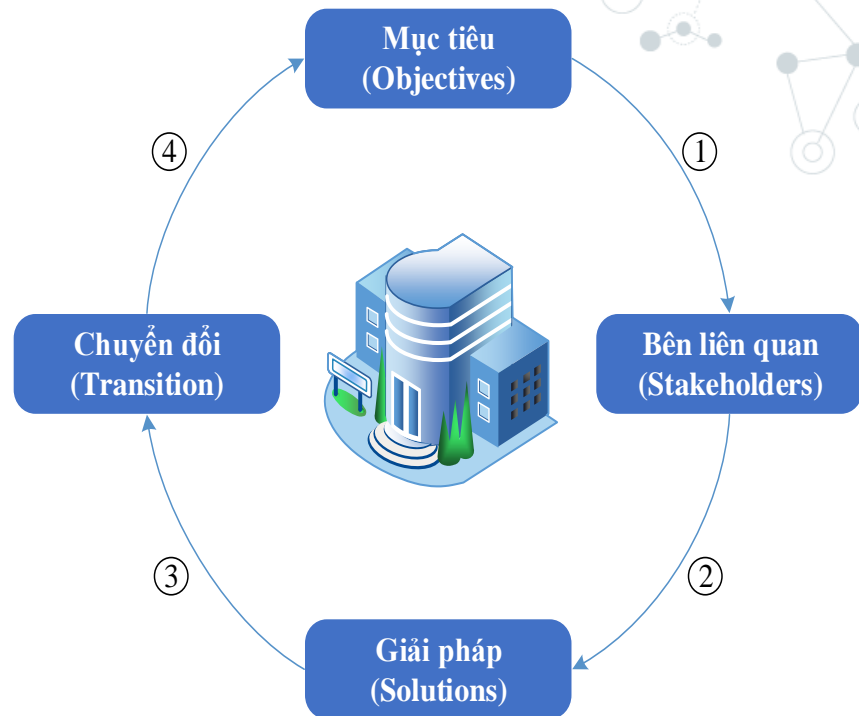 Mục tiêu
(Objectives)
④
①
Chuyển đổi
(Transition)
Bên liên quan
(Stakeholders)
③
②
Giải pháp
(Solutions)